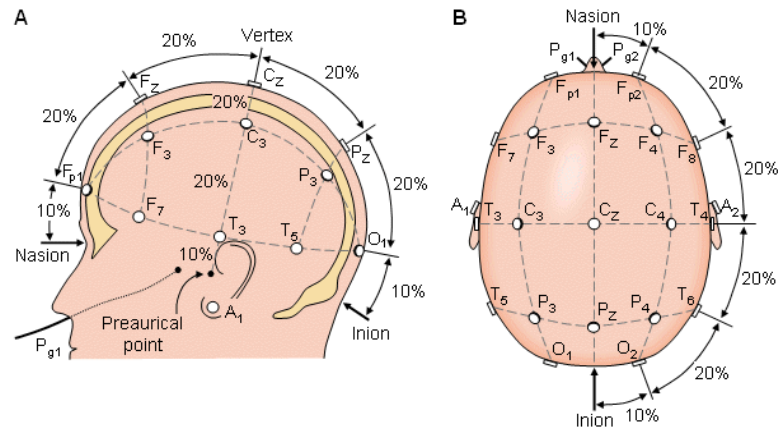 A
Vertex
20%
20%
Cz
Fz
20%
20%
20%
F3
C3
Pz
P3
20%
20%
Fp1
10%
F7
T3
T5
O1
Nasion
10%
10%
A1
Preaurical
point
Inion
Pg1
B
Nasion
10%
Pg1
Pg2
Fp1
Fp2
20%
F7
F3
Fz
F4
F8
20%
A1
T3
C3
Cz
C4
T4
A2
20%
T5
P3
Pz
P4
T6
O1
O2
20%
Inion
10%